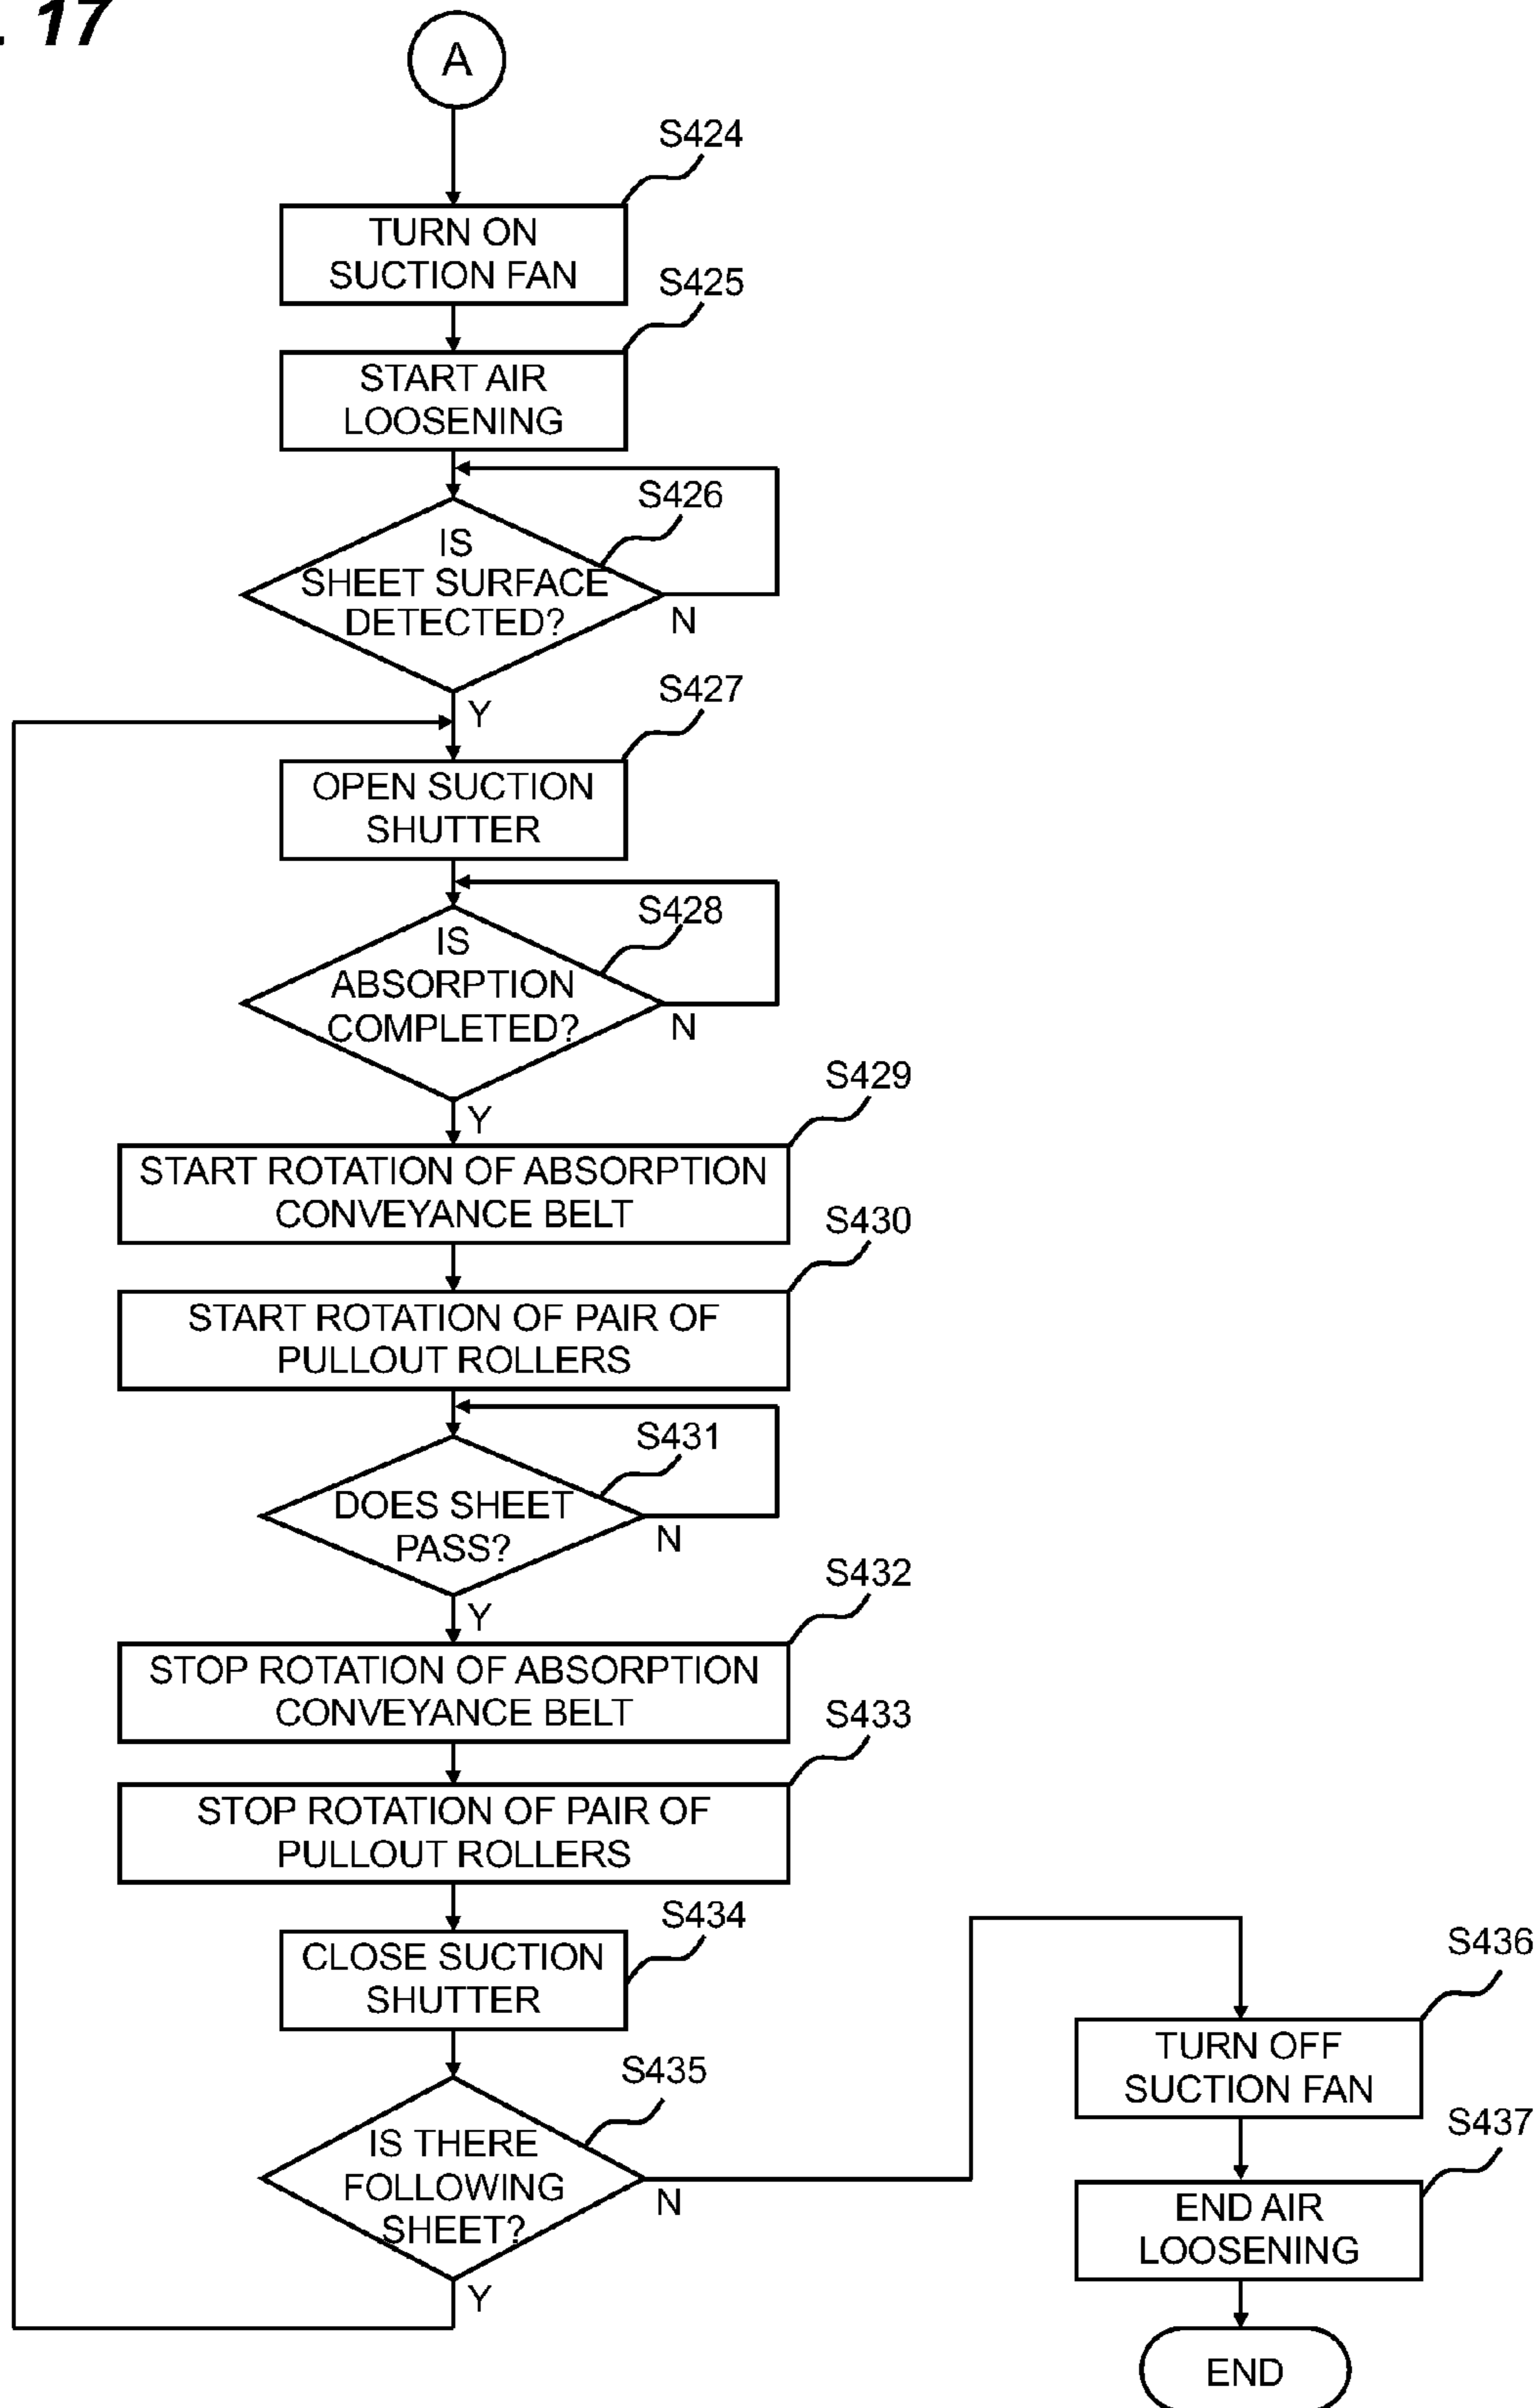 . 17
A
S424
TURN ON
SUCTION FAN
S425
START AIR
LOOSENING
S426
IS
SHEET SURFACE
DETECTED?
N
Y
S427
OPEN SUCTION
SHUTTER
S428
IS
ABSORPTION
COMPLETED?
N
Y
S429
START ROTATION OF ABSORPTION
CONVEYANCE BELT
S430
START ROTATION OF PAIR OF
PULLOUT ROLLERS
S431
DOES SHEET
PASS?
N
Y
S432
STOP ROTATION OF ABSORPTION
CONVEYANCE BELT
S433
STOP ROTATION OF PAIR OF
PULLOUT ROLLERS
S434
CLOSE SUCTION
SHUTTER
S435
IS THERE
FOLLOWING
SHEET?
N
Y
S436
TURN OFF
SUCTION FAN
S437
END AIR
LOOSENING
END